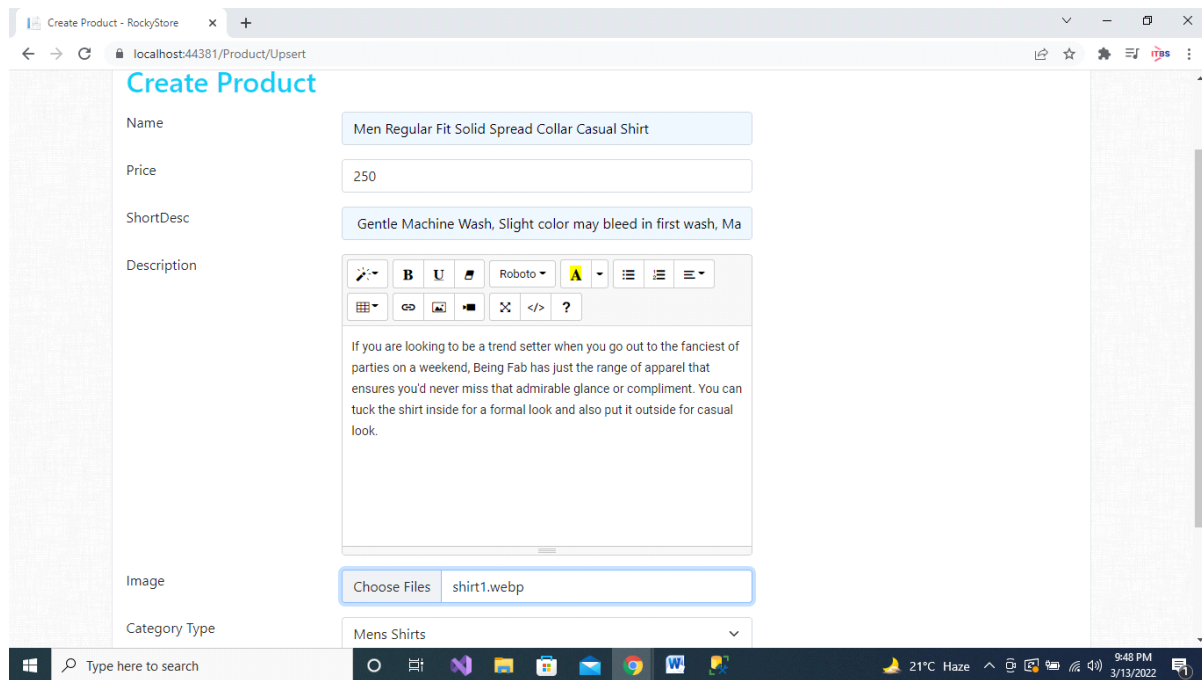 Create Product - RockyStore
localhost:44381/Product/Upsert
ITBS
Create Product
Name
Men Regular Fit Solid Spread Collar Casual Shirt
Price
250
ShortDesc
Gentle Machine Wash, Slight color may bleed in first wash, Ma
Description
B U Roboto A </> ?
If you are looking to be a trend setter when you go out to the fanciest of
parties on a weekend, Being Fab has just the range of apparel that
ensures you'd never miss that admirable glance or compliment. You can
tuck the shirt inside for a formal look and also put it outside for casual
look.
Image
Choose Files shirt1.webp
Category Type
Mens Shirts
Type here to search
21°C Haze
9:48 PM
3/13/2022
1